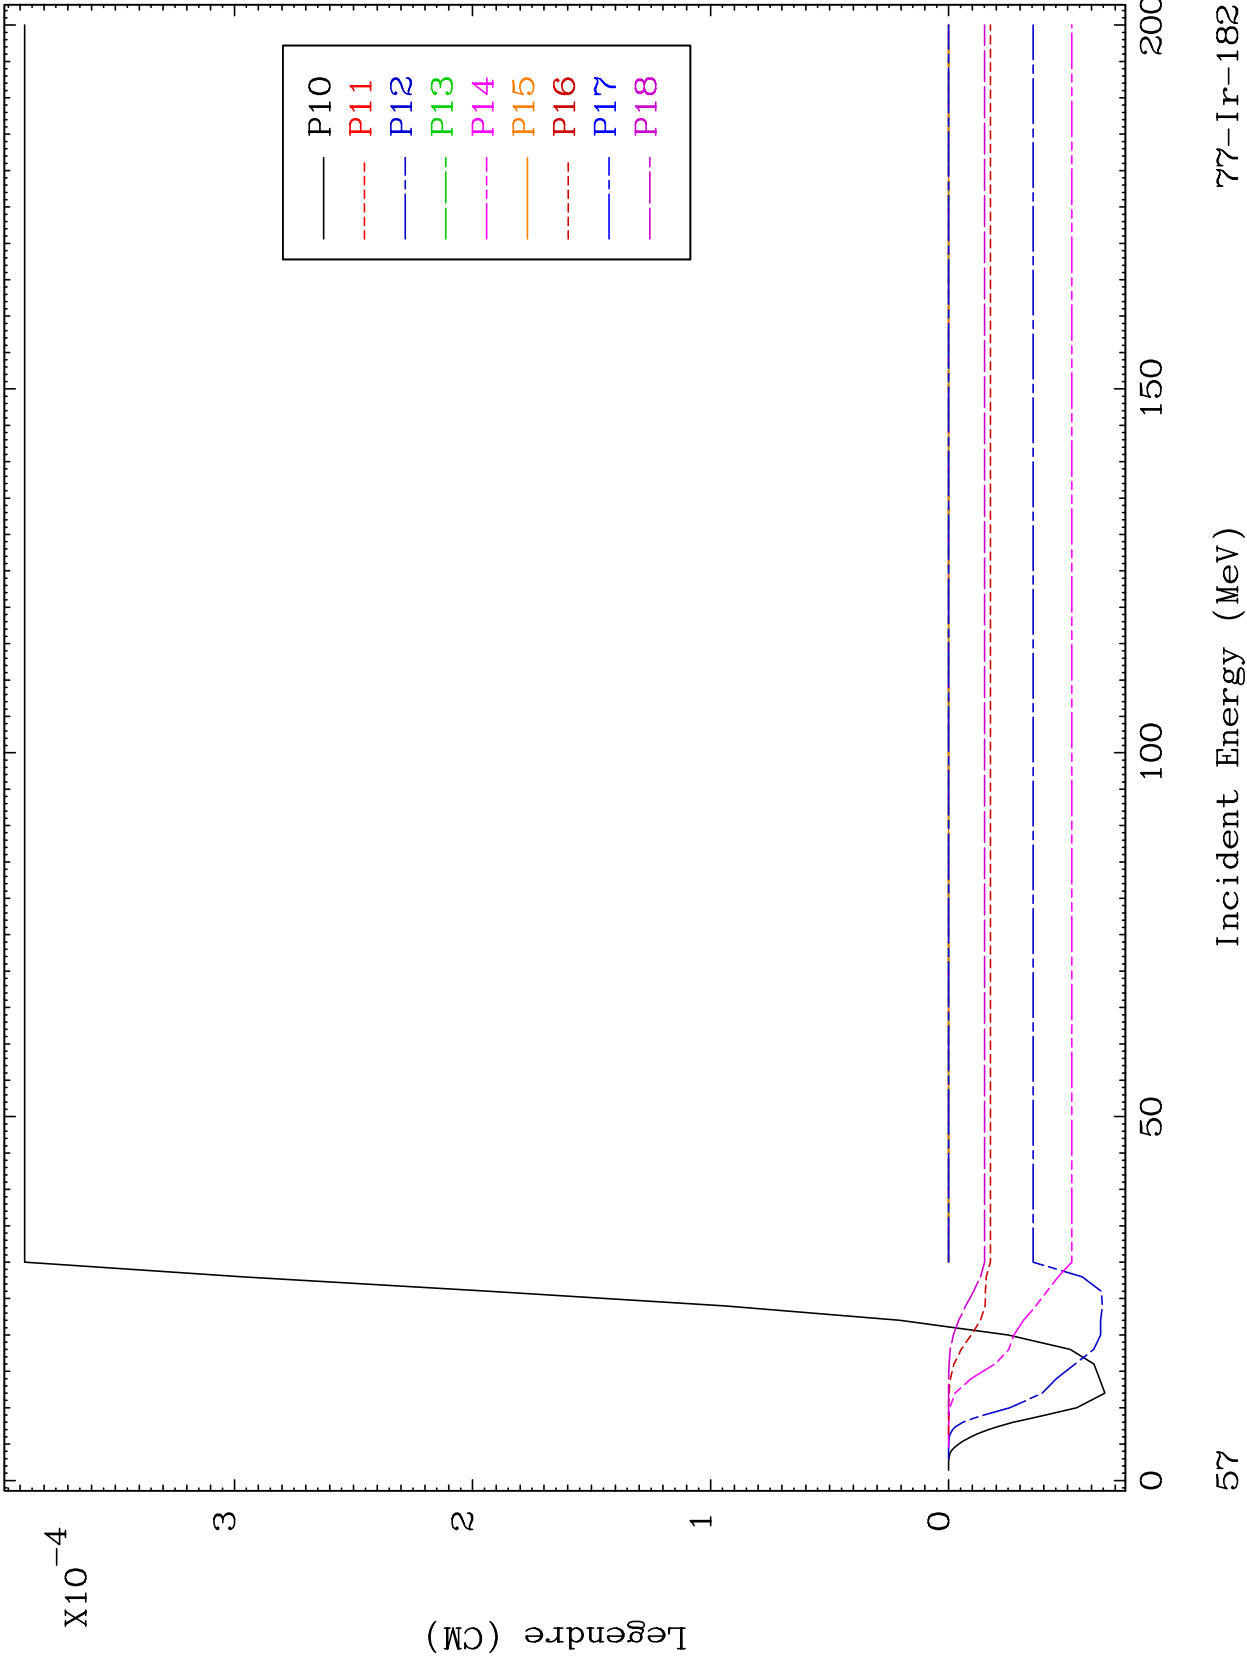 X10-4
Legendre (CM)
3
2
1
0
P10
P11
P12
P13
P14
P15
P16
P17
P18
0
50
100
150
200
Incident Energy (MeV)
57
77-Ir-182